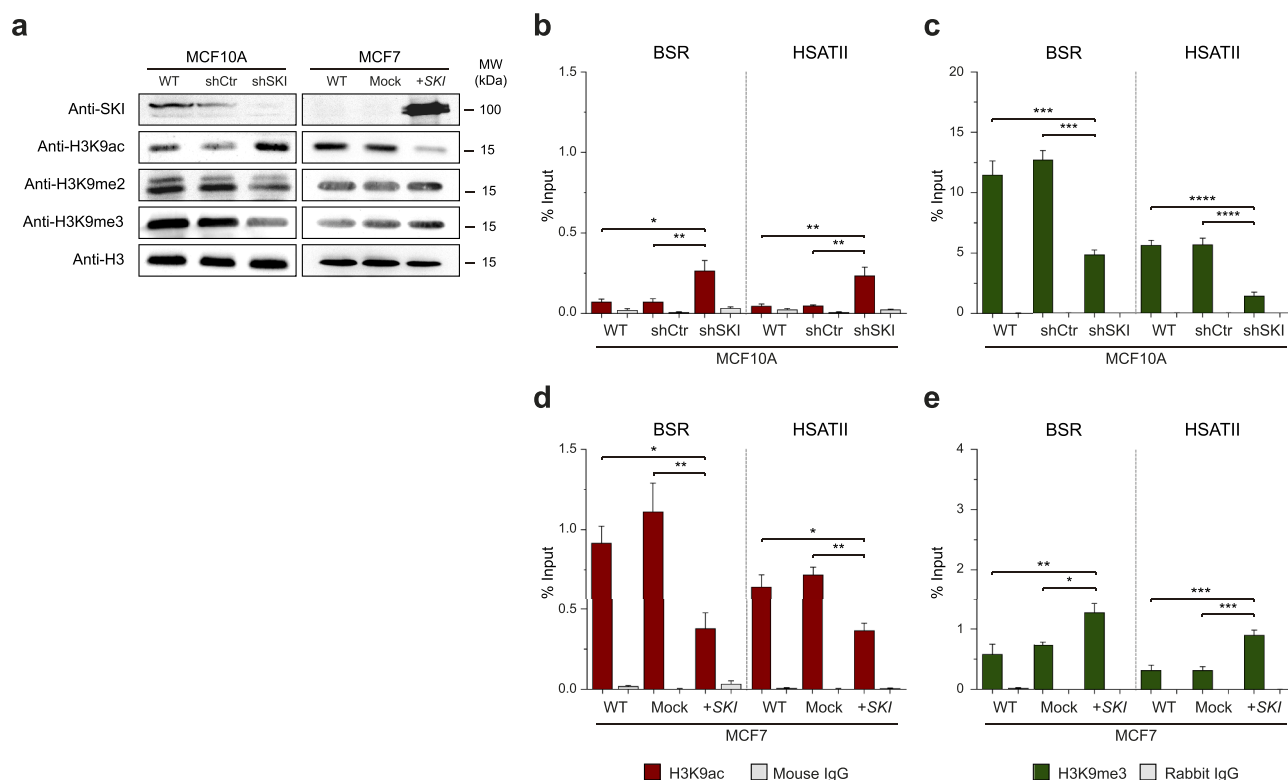 a
MCF10A MCF7 MW
WT shCtr shSKI WT Mock +SKI (kDa)
Anti-SKI 100
Anti-H3K9ac 15
Anti-H3K9me2 15
Anti-H3K9me3 15
Anti-H3 15
b
BSR HSATII
1.5
1.0
0.5
0.0
% Input
* ** ** **
WT shCtr shSKI WT shCtr shSKI
MCF10A
c
BSR HSATII
20
15
10
5
0
% Input
*** *** **** ****
WT shCtr shSKI WT shCtr shSKI
MCF10A
d
BSR HSATII
1.5
1.0
0.5
0.0
% Input
* ** * **
WT Mock +SKI WT Mock +SKI
MCF7
H3K9ac Mouse IgG
e
BSR HSATII
4
3
2
1
0
% Input
** * *** ***
WT Mock +SKI WT Mock +SKI
MCF7
H3K9me3 Rabbit IgG